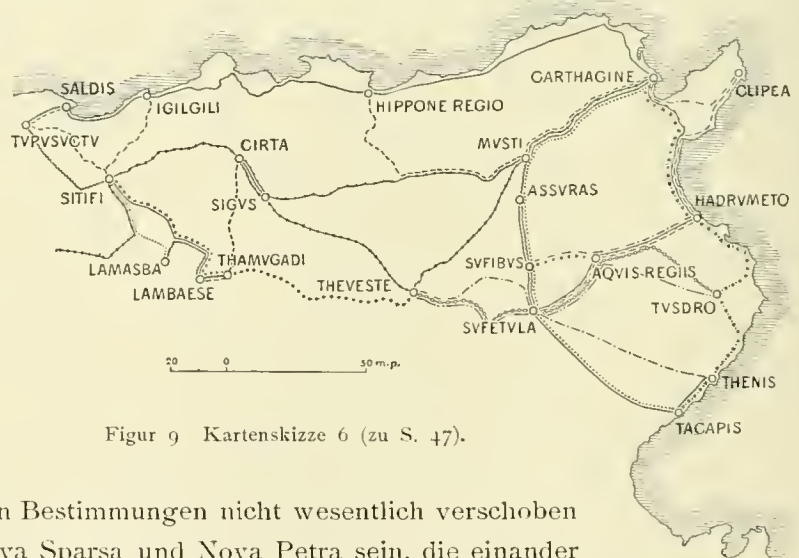 CARTHAGINE
CLIPEA
SALDIS
IGILGILI
HIPPONE REGIO
TVPVSVCTV
CIRTA
MVSTI
SITIFI
SIGVS
ASSVRAS
HADRVMETO
LAMASBA
THAMVGADI
LAMBAESE
THEVESTE
SVFIBVS
AQVIS-REGIIS
TVSDRO
SVFETVLA
20 0 50 m.p.
THENIS
TACAPIS
Figur 9 Kartenskizze 6 (zu S. 47).
n Bestimmungen nicht wesentlich verschoben
va Sparsa und Nova Petra sein, die einander